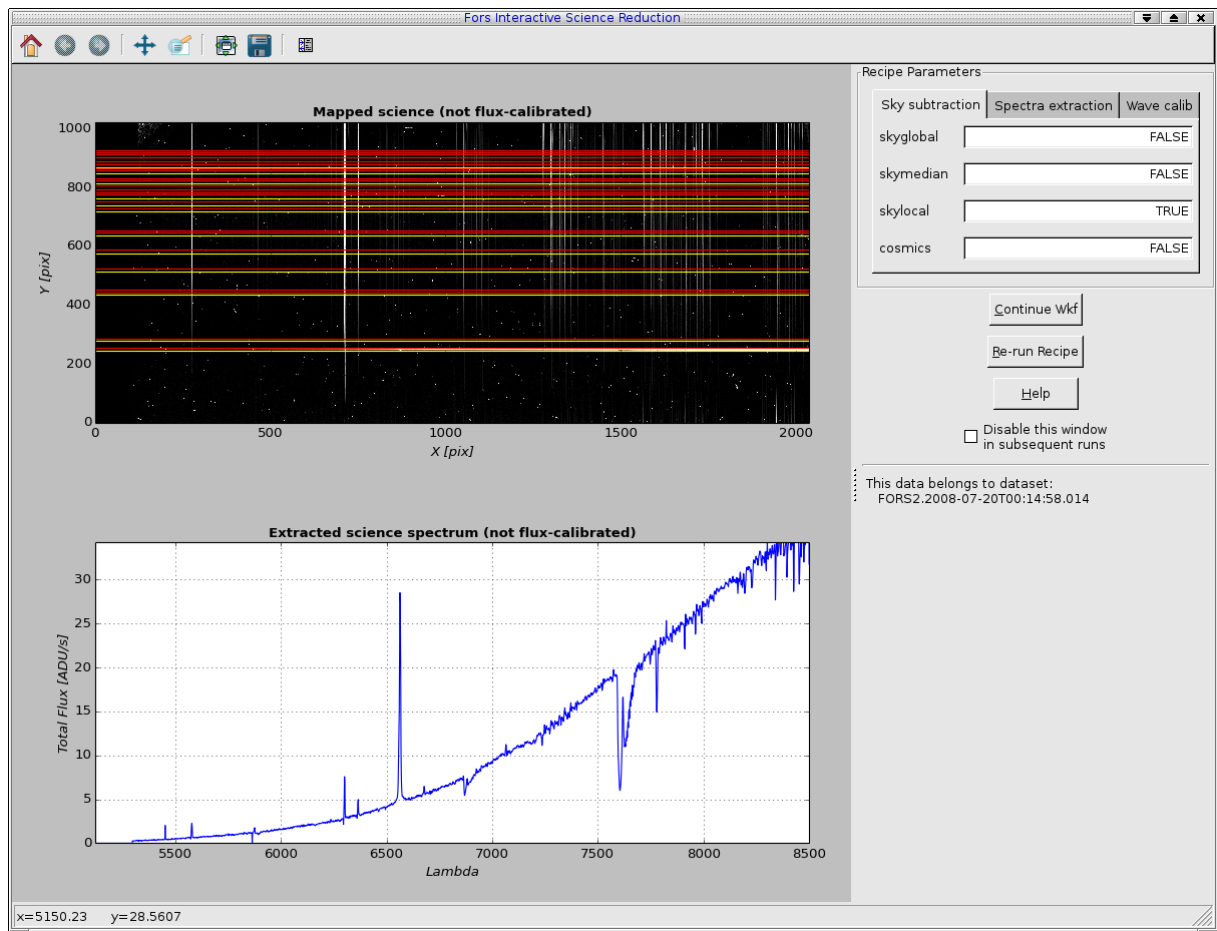 Fors Interactive Science Reduction
Mapped science (not flux-calibrated)
1000
800
600
400
200
0
Y [pix]
0 500 1000 1500 2000
X [pix]
Extracted science spectrum (not flux-calibrated)
30
25
20
15
10
5
0
Total Flux [ADU/s]
5500 6000 6500 7000 7500 8000 8500
Lambda
Recipe Parameters
Sky subtraction Spectra extraction Wave calib
skyglobal FALSE
skymedian FALSE
skylocal TRUE
cosmics FALSE
Continue Wkf
Re-run Recipe
Help
Disable this window
in subsequent runs
This data belongs to dataset:
FORS2.2008-07-20T00:14:58.014
x=5150.23 y=28.5607